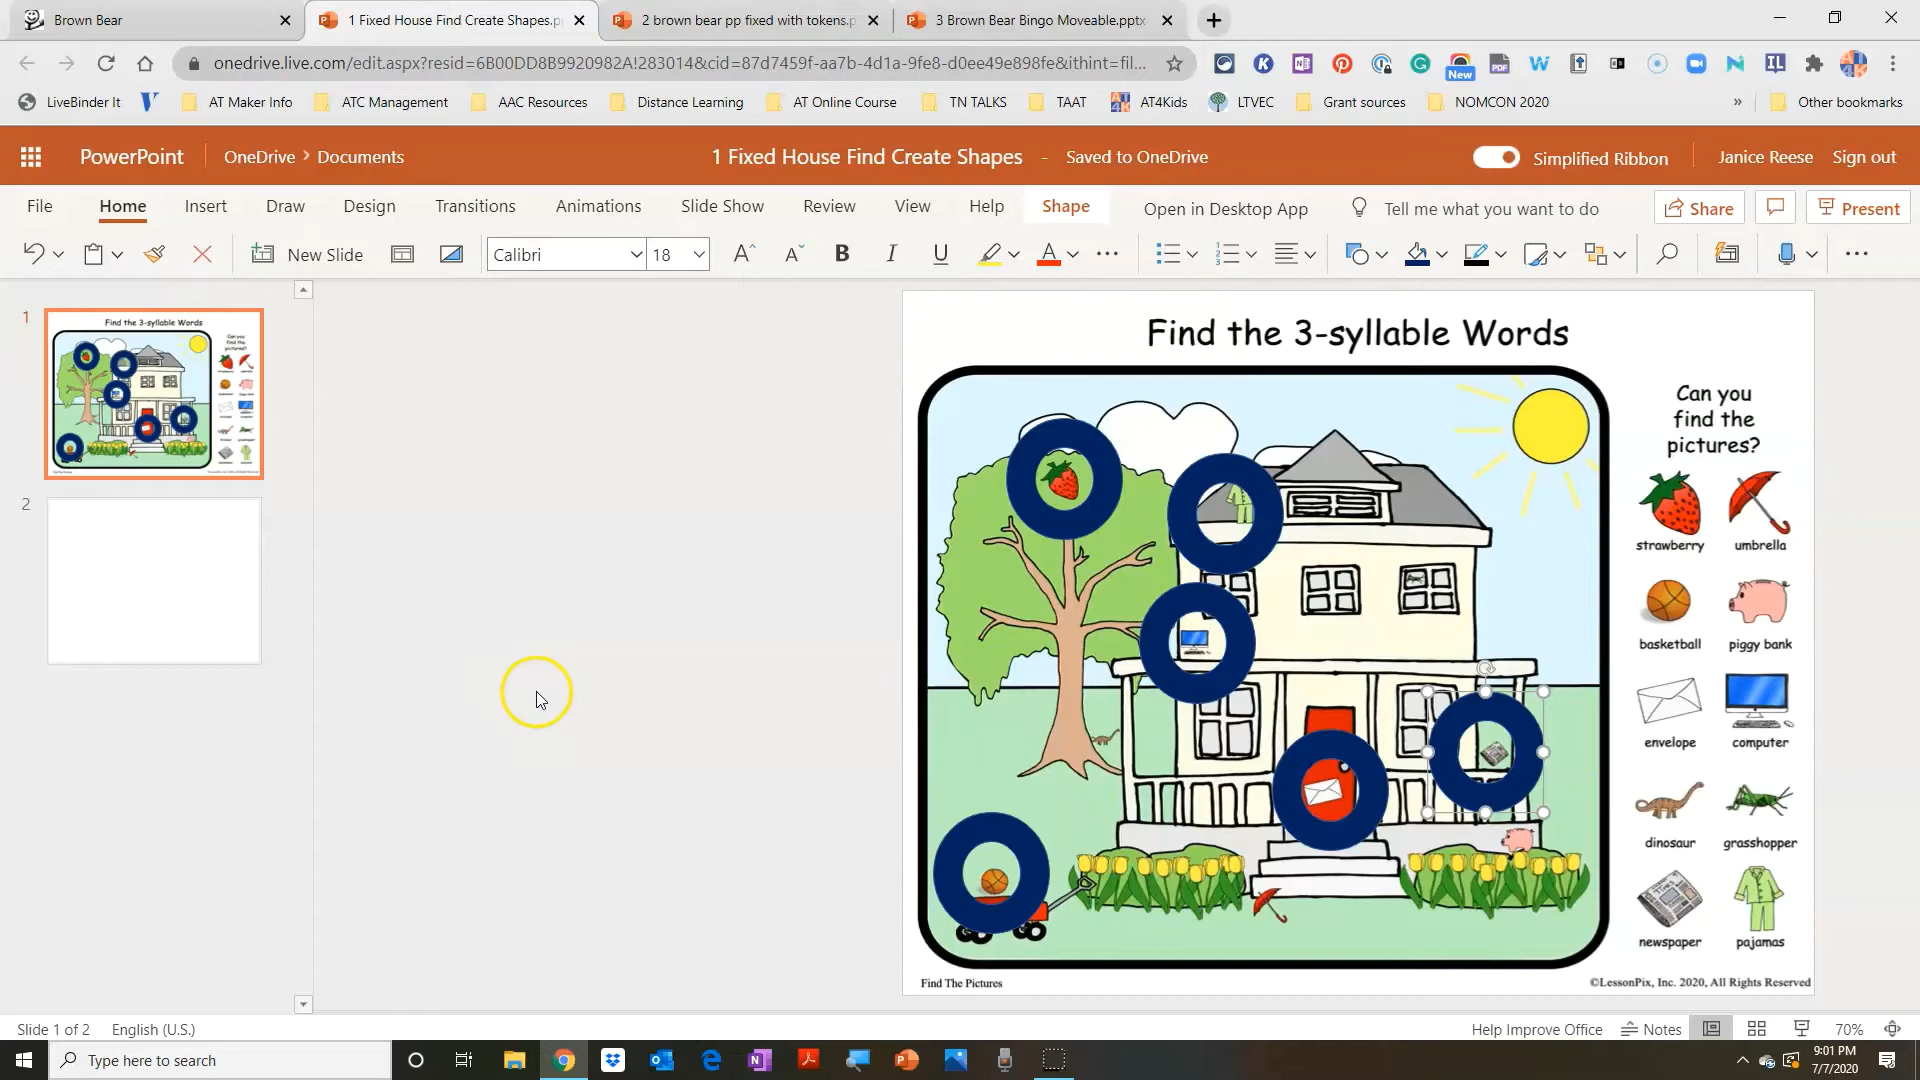 Brown Bear
1 Fixed House Find Create Shapes.p
2 brown bear pp fixed with tokens.p
3 Brown Bear Bingo Moveable.pptx
onedrive.live.com/edit.aspx?resid=6B00DD8B9920982A!283014&cid=87d7459f-aa7b-4d1a-9fe8-d0ee49e898fe&ithint=fil...
New
LiveBinder It
AT Maker Info
ATC Management
AAC Resources
Distance Learning
AT Online Course
TN TALKS
TAAT
AT4Kids
LTVEC
Grant sources
NOMCON 2020
»
Other bookmarks
PowerPoint
OneDrive > Documents
1 Fixed House Find Create Shapes - Saved to OneDrive
Simplified Ribbon
Janice Reese
Sign out
File
Home
Insert
Draw
Design
Transitions
Animations
Slide Show
Review
View
Help
Shape
Open in Desktop App
Tell me what you want to do
Share
Present
New Slide
Calibri
18
1
2
Find the 3-syllable Words
Can you
find the
pictures?
strawberry
umbrella
basketball
piggy bank
envelope
computer
dinosaur
grasshopper
newspaper
pajamas
Find The Pictures
©LessonPix, Inc. 2020, All Rights Reserved
Slide 1 of 2
English (U.S.)
Help Improve Office
Notes
70%
Type here to search
9:01 PM
7/7/2020